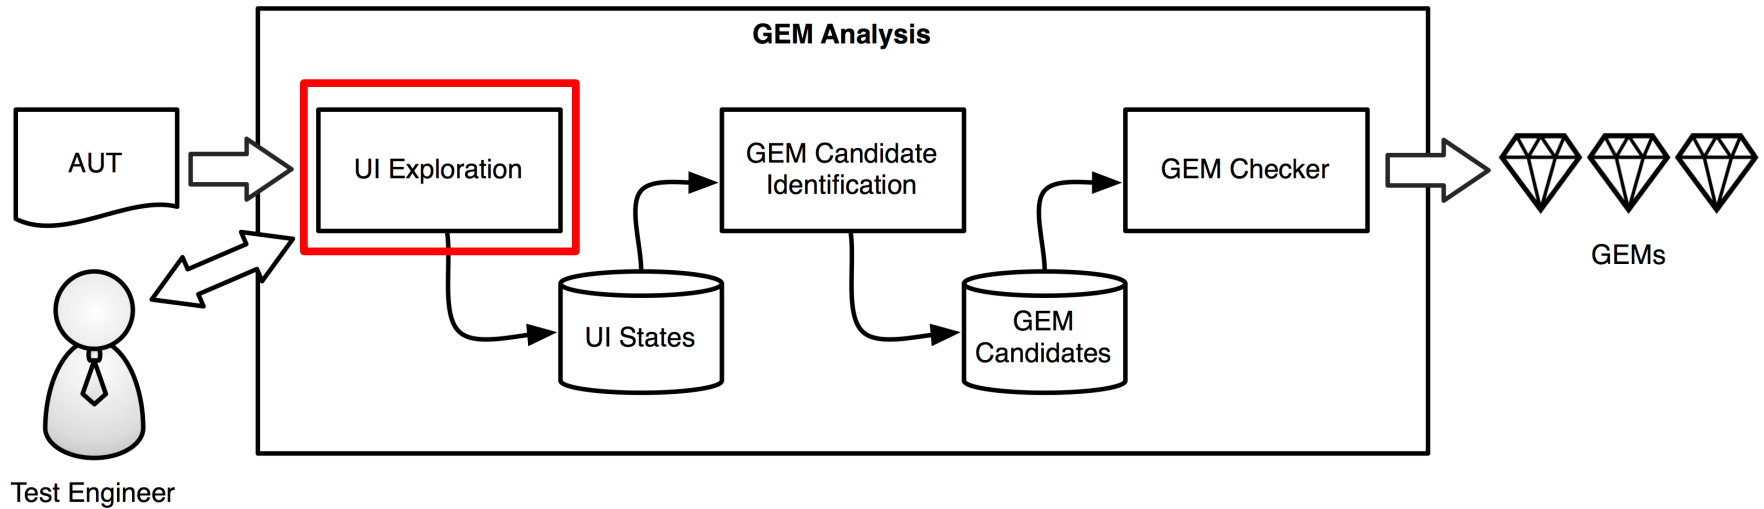 GEM Analysis
AUT
UI Exploration
GEM Candidate
Identification
GEM Checker
GEMs
UI States
GEM
Candidates
Test Engineer